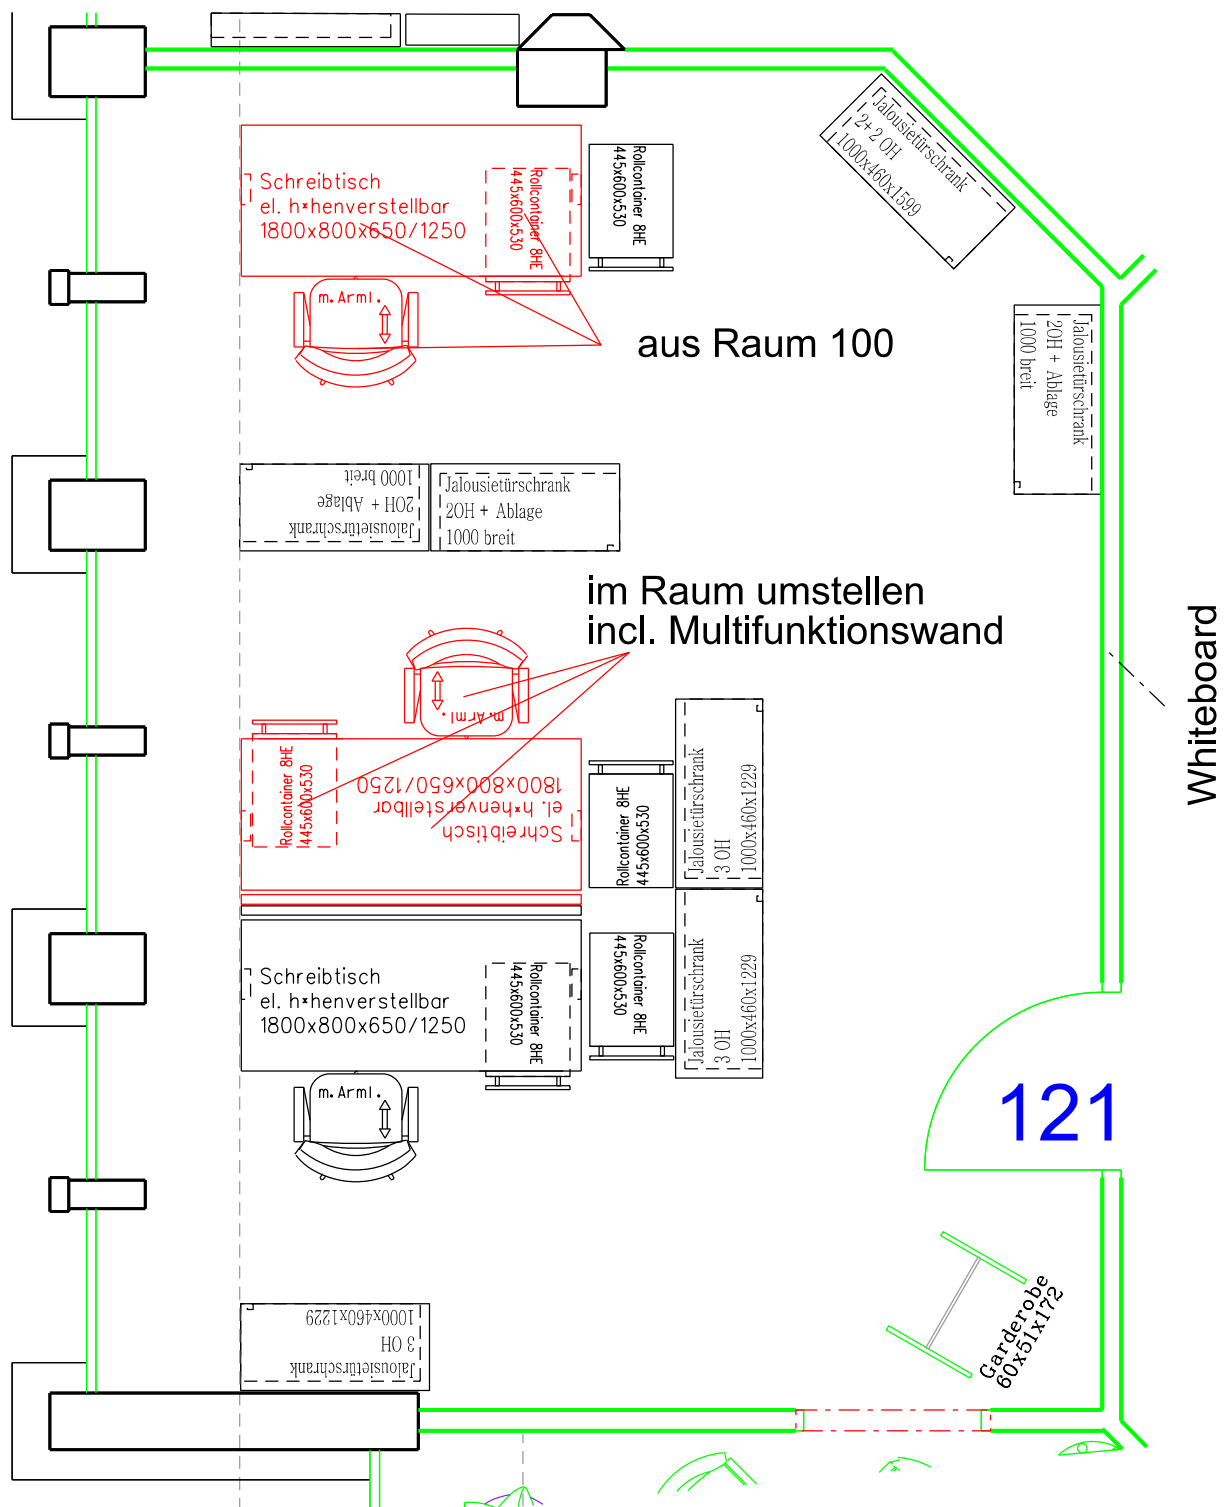 Jalousietürschrank
2+2 OH
1000x460x1599
Schreibtisch
el. h*henverstellbar
1800x800x650/1250
Rollcontainer 8HE
445x600x530
Rollcontainer 8HE
445x600x530
m.Arml.
aus Raum 100
Jalousietürschrank
2OH + Ablage
1000 breit
Jalousietürschrank
2OH + Ablage
1000 breit
Jalousietürschrank
2OH + Ablage
1000 breit
im Raum umstellen
incl. Multifunktionswand
Whiteboard
m.Arml.
Rollcontainer 8HE
445x600x530
Schreibtisch
el. h*henverstellbar
1800x800x650/1250
Rollcontainer 8HE
445x600x530
Jalousietürschrank
3 OH
1000x460x1229
Schreibtisch
el. h*henverstellbar
1800x800x650/1250
Rollcontainer 8HE
445x600x530
Rollcontainer 8HE
445x600x530
Jalousietürschrank
3 OH
1000x460x1229
m.Arml.
121
Garderobe
60x51x172
Jalousietürschrank
3 OH
1000x460x1229